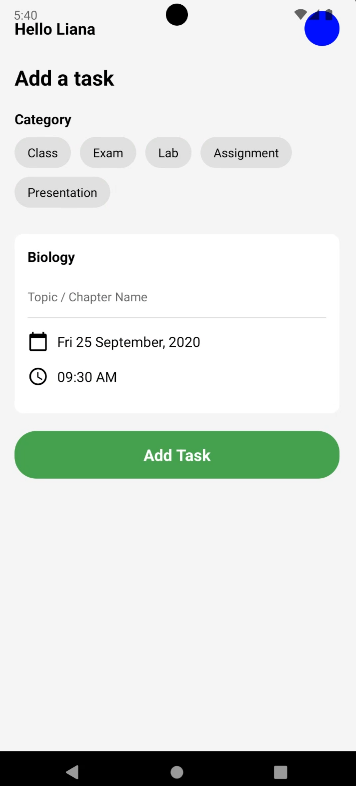 5:40
Hello Liana
Add a task
Category
Class Exam Lab Assignment
Presentation
Biology
Topic / Chapter Name
Fri 25 September, 2020
09:30 AM
Add Task